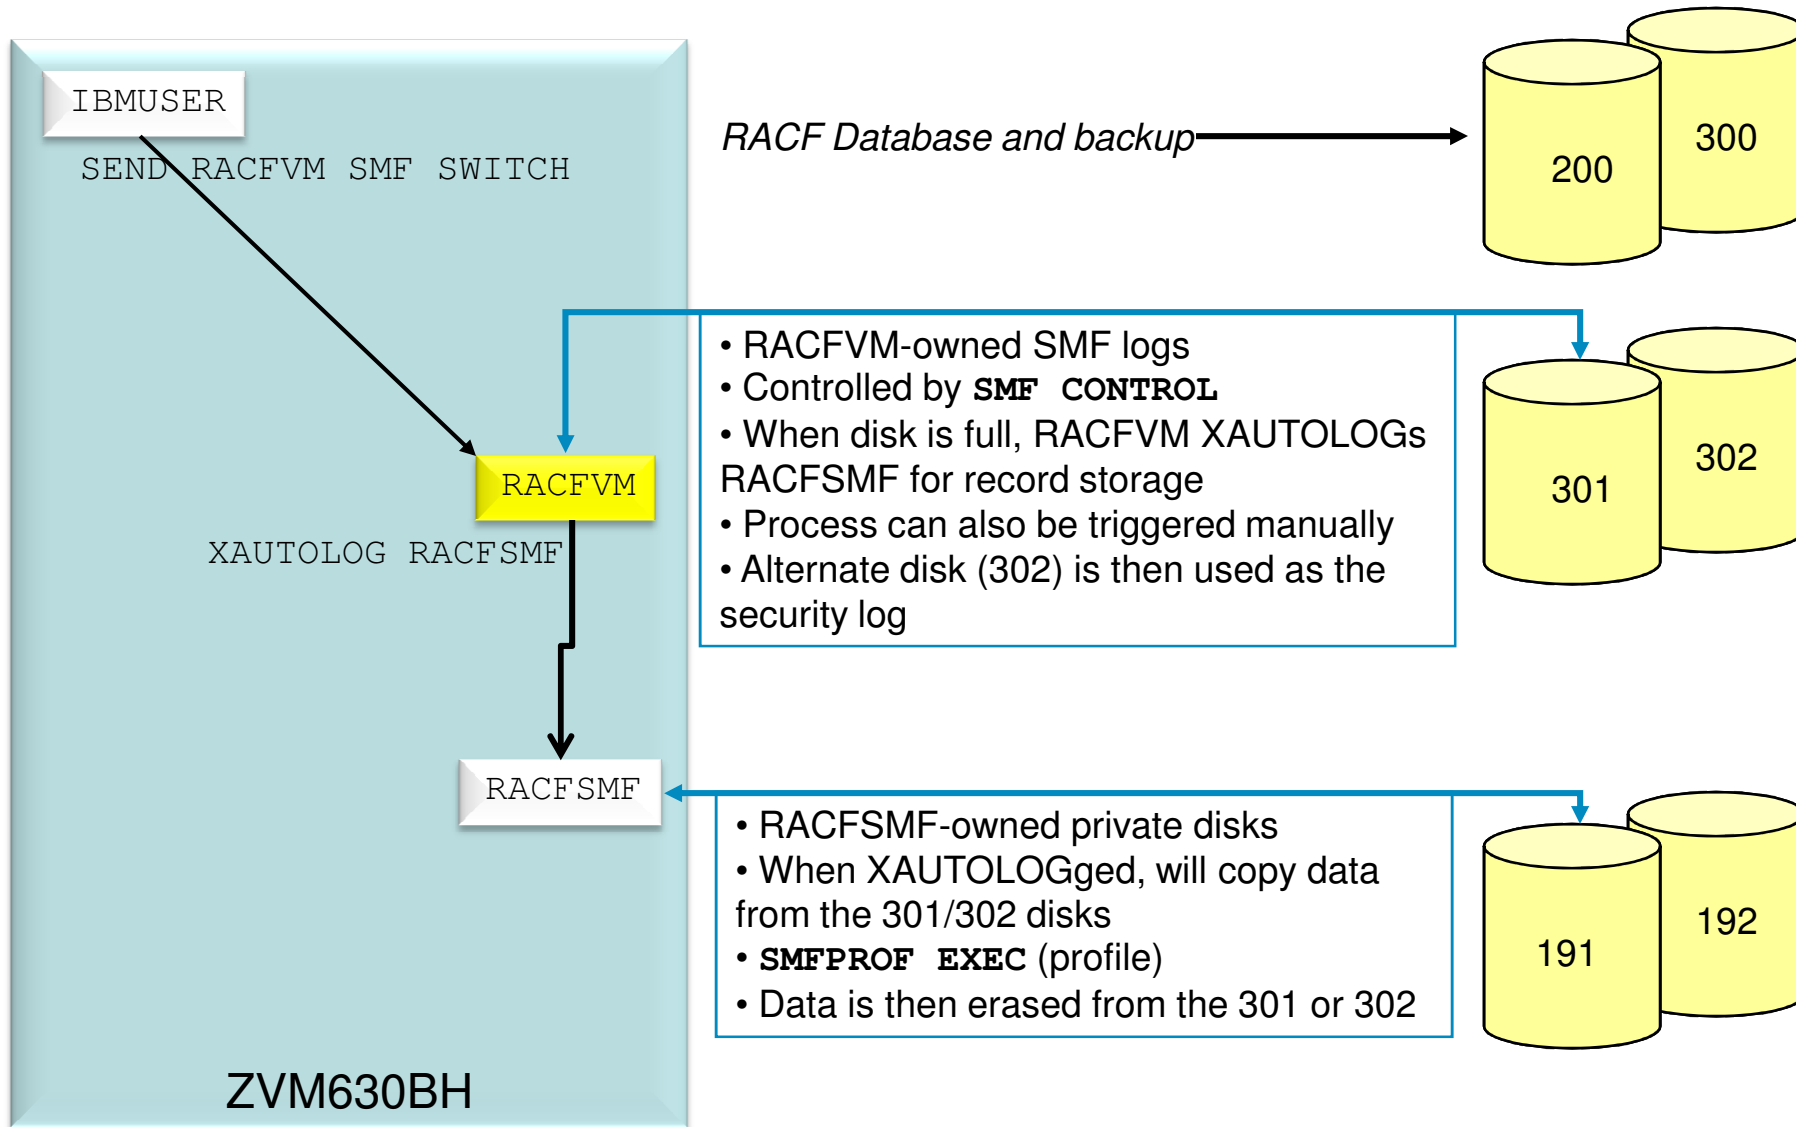 IBMUSER
SEND RACFVM SMF SWITCH
RACF Database and backup
200
300
RACFVM
• RACFVM-owned SMF logs
• Controlled by SMF CONTROL
• When disk is full, RACFVM XAUTOLOGs
RACFSMF for record storage
• Process can also be triggered manually
• Alternate disk (302) is then used as the
security log
301
302
XAUTOLOG RACFSMF
RACFSMF
• RACFSMF-owned private disks
• When XAUTOLOGged, will copy data
from the 301/302 disks
• SMFPROF EXEC (profile)
• Data is then erased from the 301 or 302
191
192
ZVM630BH